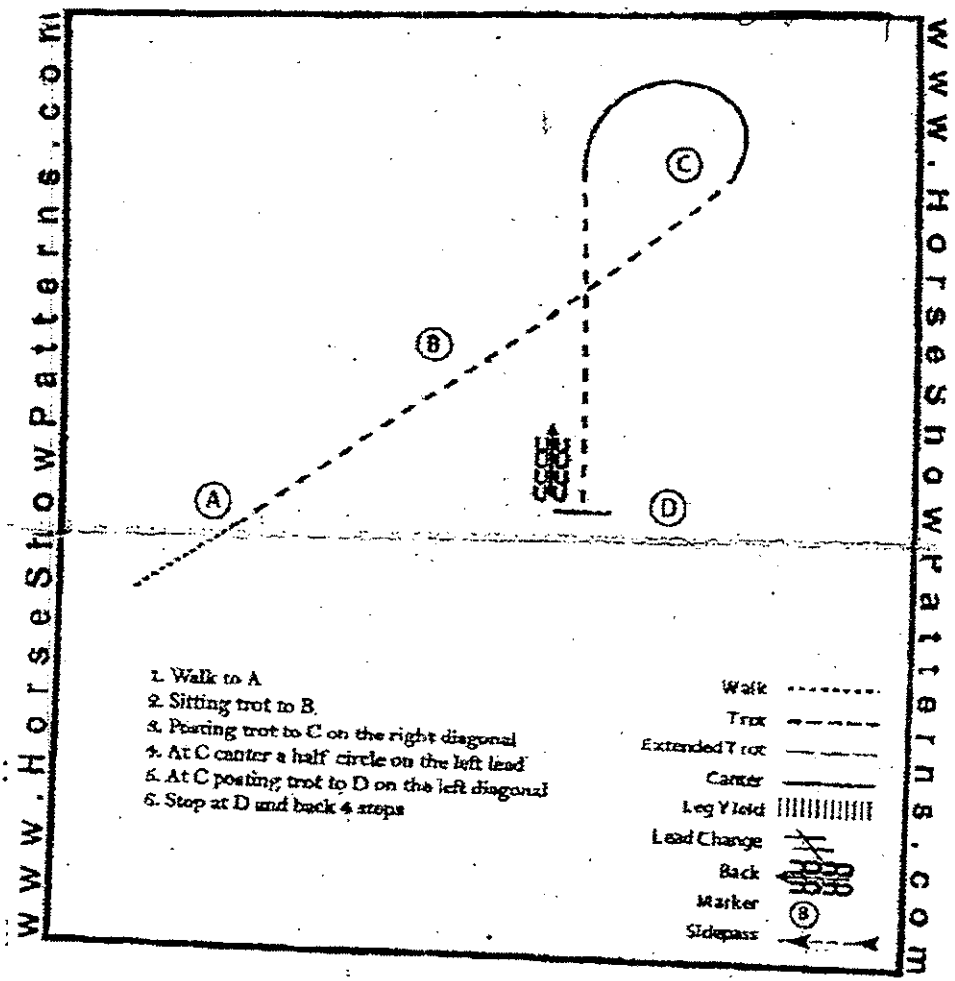 www.HorseShowPatterns.com
www.HorseShowPatterns.com
C
B
A
D
1. Walk to A
2. Sitting trot to B.
3. Posting trot to C on the right diagonal
4. At C canter a half circle on the left lead
5. At C posting trot to D on the left diagonal
6. Stop at D and back 4 steps
Walk
Trot
Extended Trot
Canter
Leg Yield
Lead Change
Back
Marker
B
Sidepass